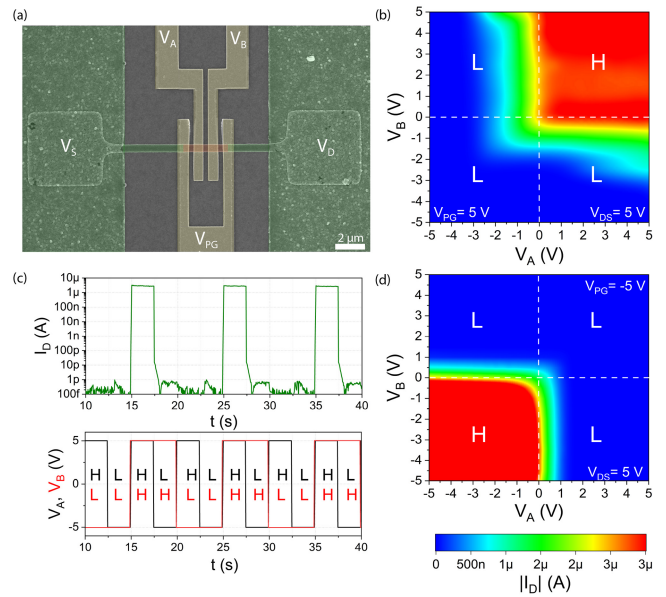 (a)
V_A
V_B
V_S
V_D
V_PG
2 μm
(b)
V_B (V)
5
4
3
2
1
0
-1
-2
-3
-4
-5
L
H
L
L
V_PG= 5 V
V_DS= 5 V
-5 -4 -3 -2 -1 0 1 2 3 4 5
V_A (V)
(c)
I_D (A)
10μ
1μ
100n
10n
1n
100p
10p
1p
100f
10 15 20 25 30 35 40
t (s)
V_A, V_B (V)
5
0
-5
H L H L H L H L H L H L
L L H H L L H H L L H H
10 15 20 25 30 35 40
t (s)
(d)
V_B (V)
5
4
3
2
1
0
-1
-2
-3
-4
-5
V_PG= -5 V
L
L
H
L
V_DS= 5 V
-5 -4 -3 -2 -1 0 1 2 3 4 5
V_A (V)
0 500n 1μ 2μ 2μ 3μ 3μ
|I_D| (A)